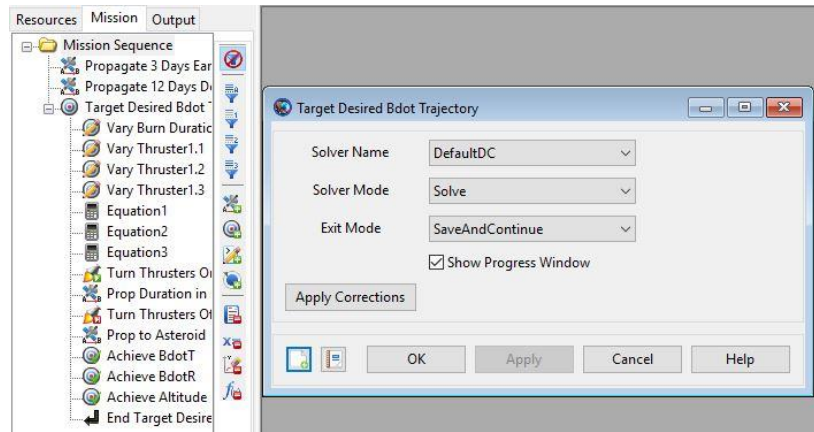 Resources Mission Output
Mission Sequence
Propagate 3 Days Ear
Propagate 12 Days D
Target Desired Bdot
Vary Burn Duratic
Vary Thruster1.1
Vary Thruster1.2
Vary Thruster1.3
Equation1
Equation2
Equation3
Turn Thrusters O
Prop Duration in
Turn Thrusters Of
Prop to Asteroid
Achieve BdotT
Achieve BdotR
Achieve Altitude
End Target Desire
Target Desired Bdot Trajectory
Solver Name DefaultDC
Solver Mode Solve
Exit Mode SaveAndContinue
Show Progress Window
Apply Corrections
OK Apply Cancel Help